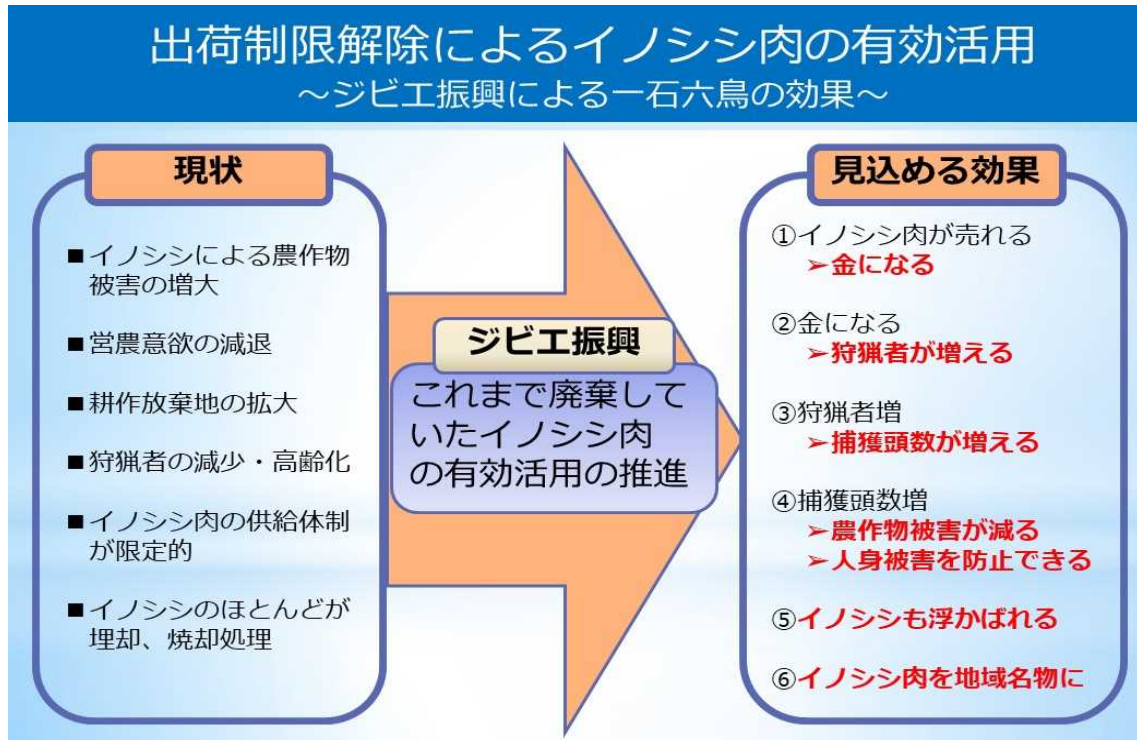 出荷制限解除によるイノシシ肉の有効活用
～ジビエ振興による一石六鳥の効果～
現状
■イノシシによる農作物
被害の増大
■営農意欲の減退
■耕作放棄地の拡大
■狩猟者の減少・高齢化
■イノシシ肉の供給体制
が限定的
■イノシシのほとんどが
埋却、焼却処理
ジビエ振興
これまで廃棄して
いたイノシシ肉
の有効活用の推進
見込める効果
①イノシシ肉が売れる
➢金になる
②金になる
➢狩猟者が増える
③狩猟者増
➢捕獲頭数が増える
④捕獲頭数増
➢農作物被害が減る
➢人身被害を防止できる
⑤イノシシも浮かばれる
⑥イノシシ肉を地域名物に